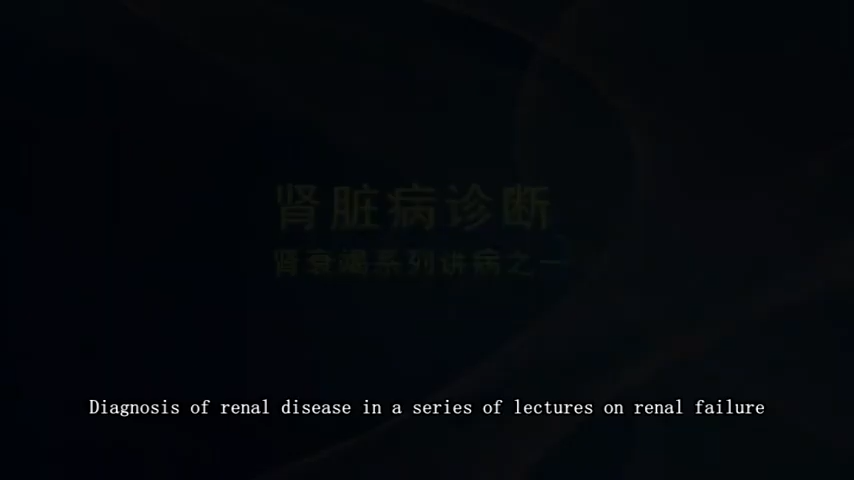 肾脏病诊断
肾衰竭系列讲病之一
Diagnosis of renal disease in a series of lectures on renal failure